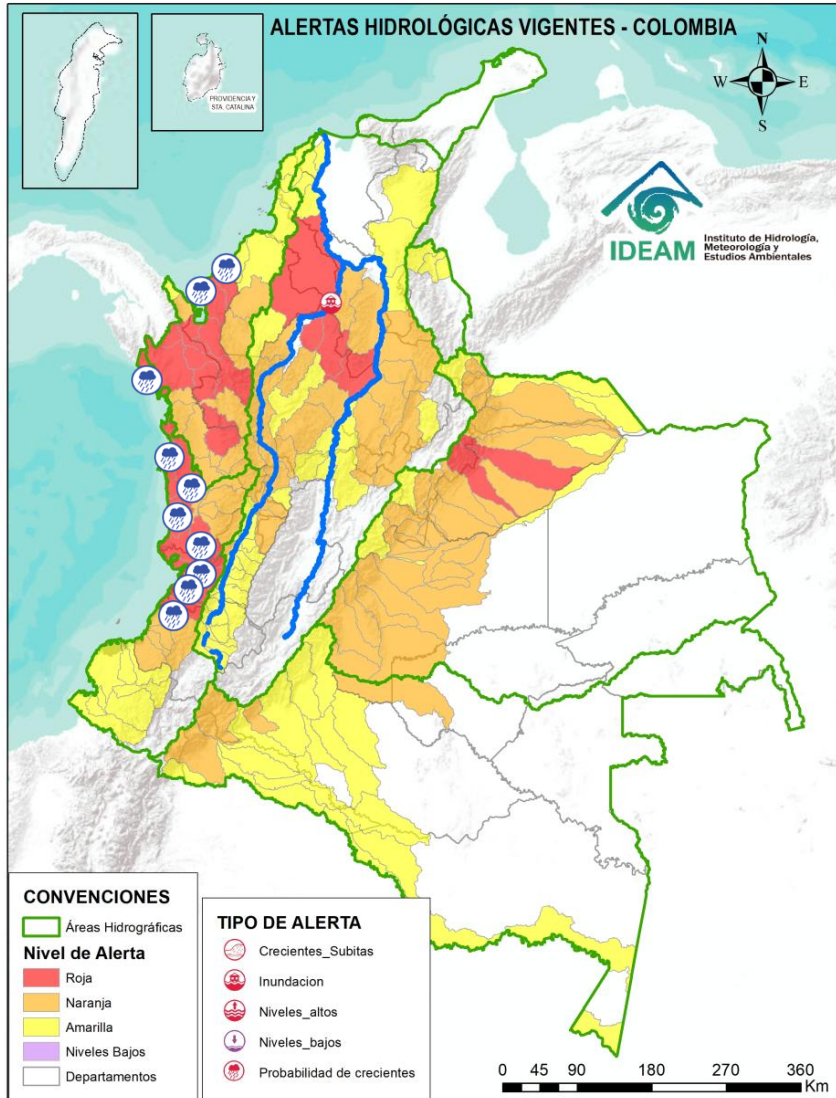 ALERTAS HIDROLÓGICAS VIGENTES - COLOMBIA
PROVIDENCIA Y
STA. CATALINA
N
W
E
S
IDEAM
Instituto de Hidrología,
Meteorología y
Estudios Ambientales
CONVENCIONES
Áreas Hidrográficas
Nivel de Alerta
Roja
Naranja
Amarilla
Niveles Bajos
Departamentos
TIPO DE ALERTA
Crecientes_Subitas
Inundacion
Niveles_altos
Niveles_bajos
Probabilidad de crecientes
0 45 90 180 270 360
Km